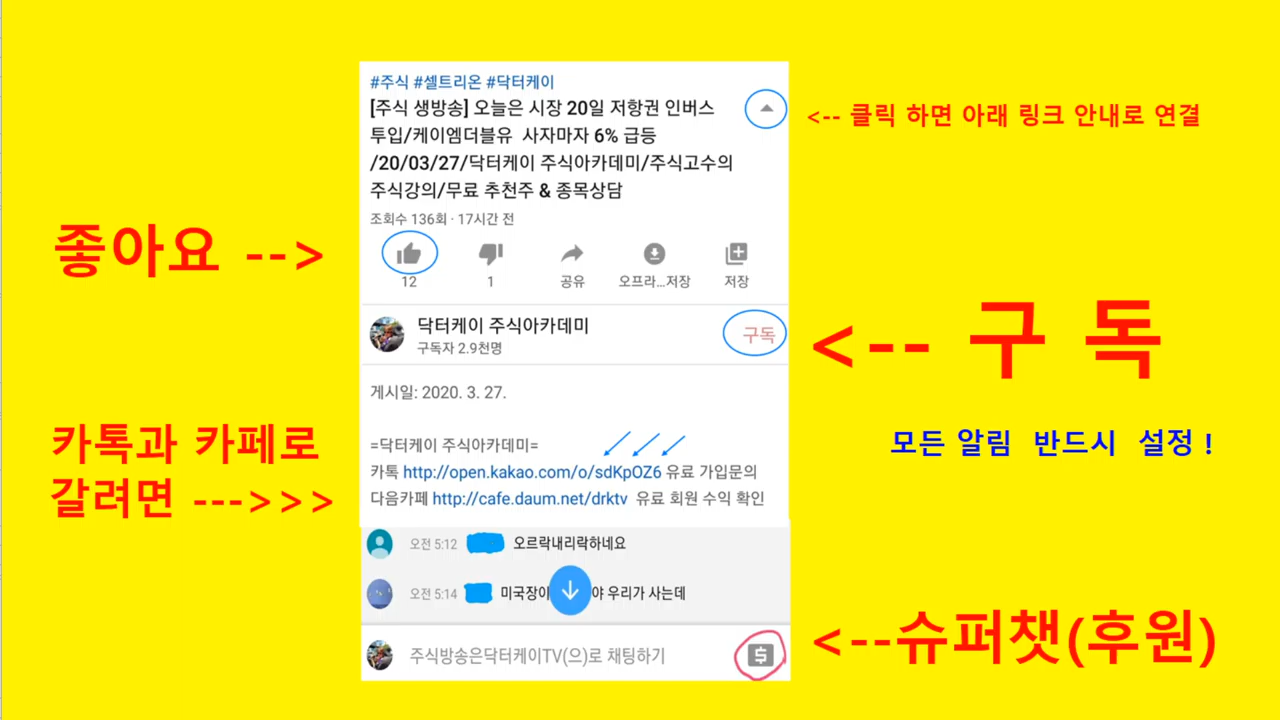 #주식 #셀트리온 #닥터케이
[주식 생방송] 오늘은 시장 20일 저항권 인버스
투입/케이엠더블유 사자마자 6% 급등
/20/03/27/닥터케이 주식아카데미/주식고수의
주식강의/무료 추천주 & 종목상담
<-- 클릭 하면 아래 링크 안내로 연결
조회수 136회 · 17시간 전
좋아요 -->
12
1
공유
오프라...저장
저장
닥터케이 주식아카데미
구독자 2.9천명
구독
<-- 구 독
게시일: 2020. 3. 27.
모든 알림 반드시 설정 !
카톡과 카페로
갈려면 --->>>
=닥터케이 주식아카데미=
카톡 http://open.kakao.com/o/sdKpOZ6 유료 가입문의
다음카페 http://cafe.daum.net/drktv 유료 회원 수익 확인
오전 5:12 오르락내리락하네요
오전 5:14 미국장이 야 우리가 사는데
주식방송은닥터케이TV(으)로 채팅하기
<--슈퍼챗(후원)